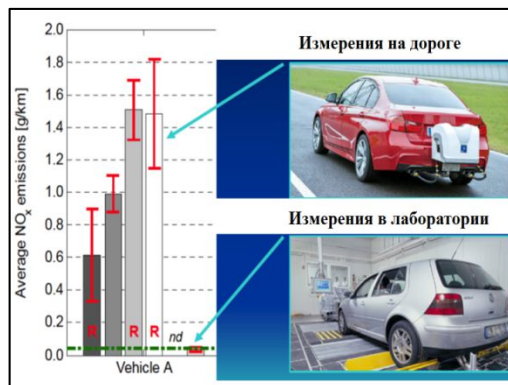 Average NOx emissions [g/km]
2.0
1.8
1.6
1.4
1.2
1.0
0.8
0.6
0.4
0.2
0.0
R
R
R
nd
Vehicle A
Измерения на дороге
Измерения в лаборатории